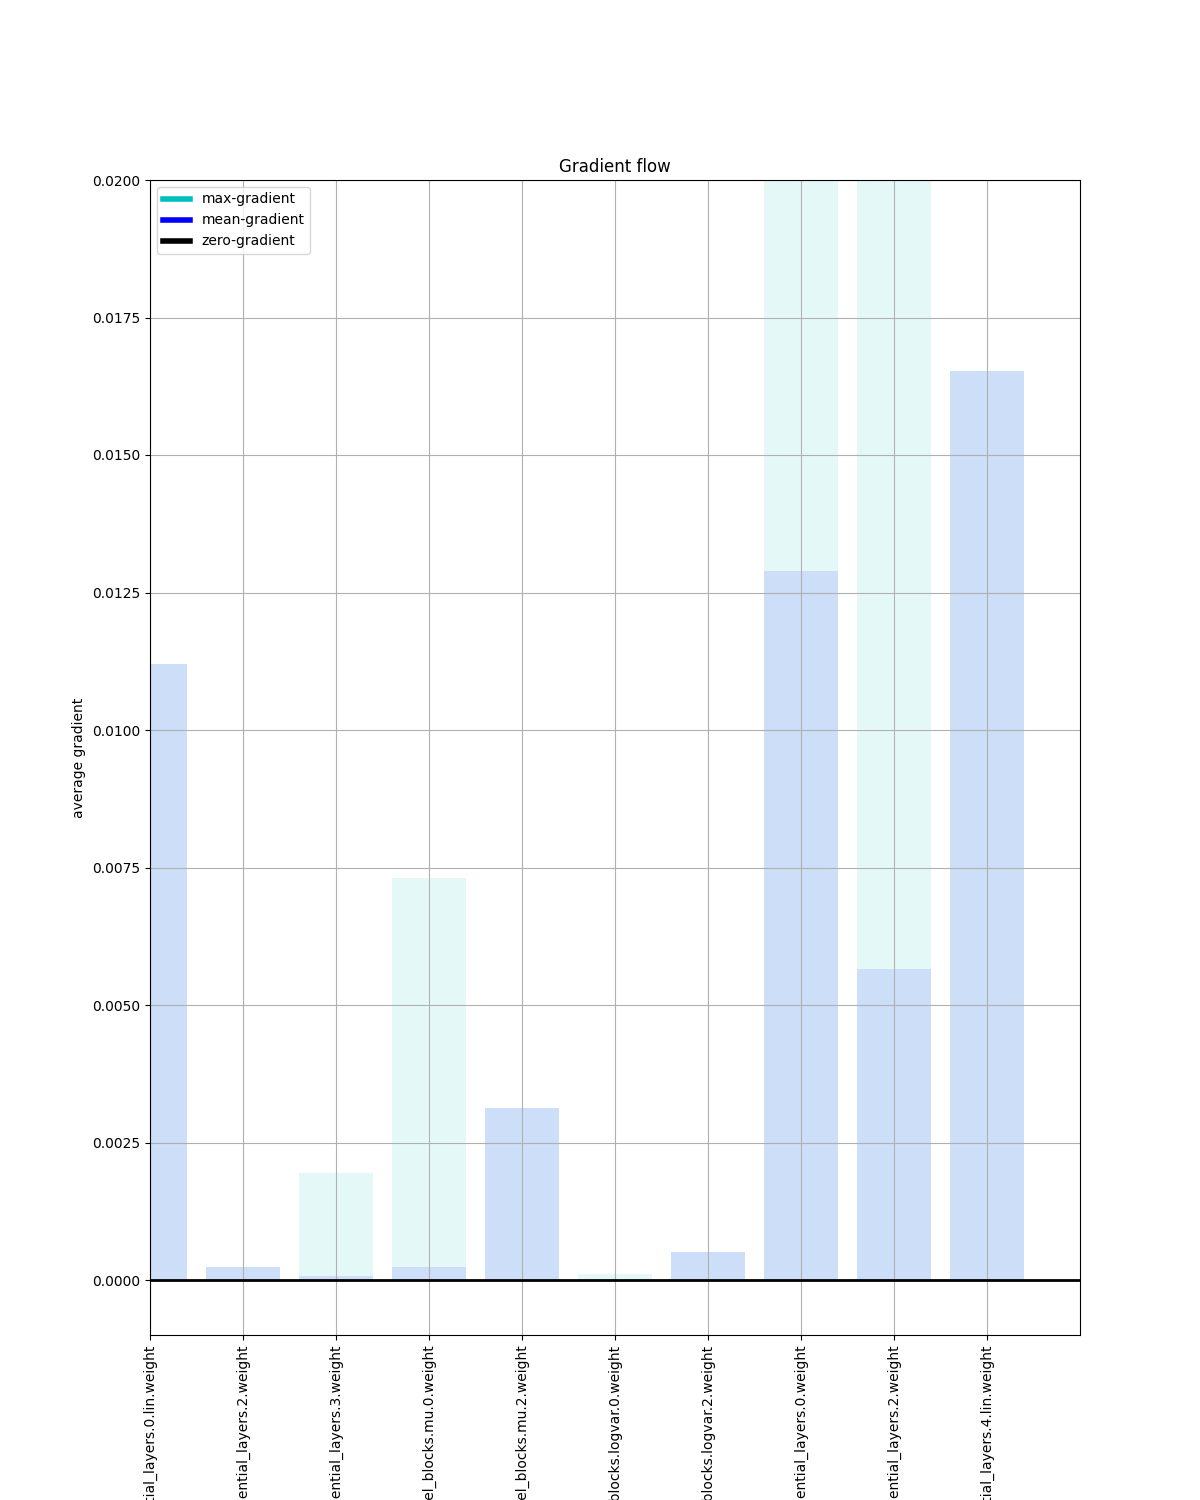 Gradient flow
max-gradient
mean-gradient
zero-gradient
0.0200
0.0175
0.0150
0.0125
0.0100
0.0075
0.0050
0.0025
0.0000
average gradient
tial_layers.0.lin.weight
ential_layers.2.weight
ential_layers.3.weight
el_blocks.mu.0.weight
el_blocks.mu.2.weight
blocks.logvar.0.weight
blocks.logvar.2.weight
ential_layers.0.weight
ential_layers.2.weight
tial_layers.4.lin.weight